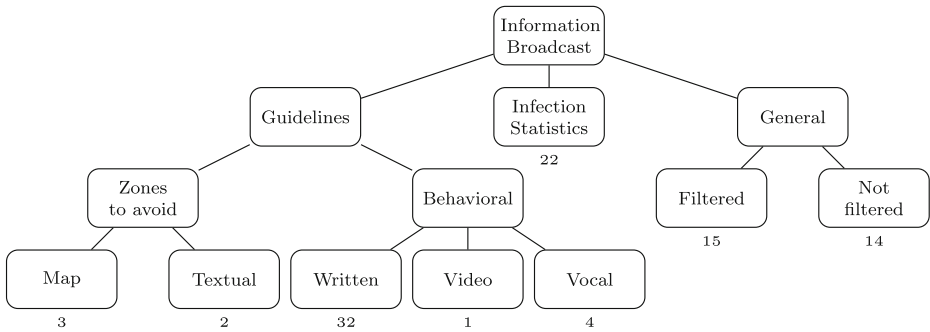 Information
Broadcast
Guidelines
Infection
Statistics
General
22
Zones
to avoid
Behavioral
Filtered
Not
filtered
15
14
Map
Textual
Written
Video
Vocal
3
2
32
1
4